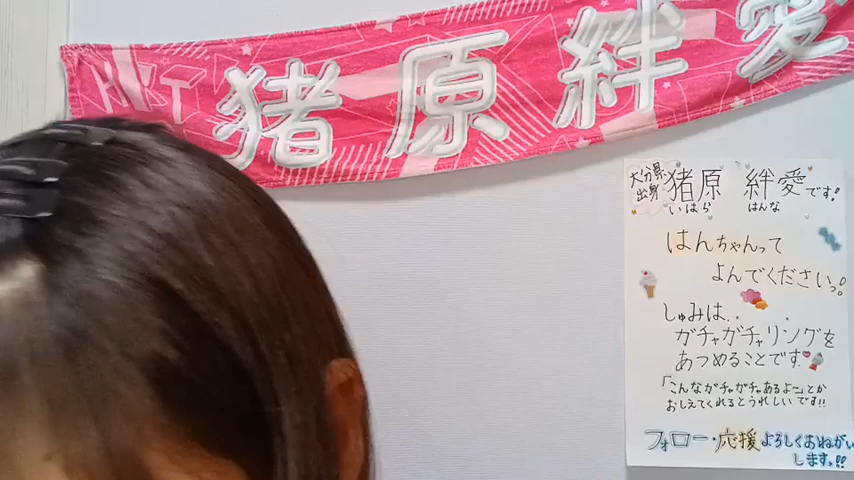 HKT 猪原絆愛
大分県
出身
猪原 絆愛です!
いはら はんな
はんちゃんって
よんでくださいっ!
しゅみは..
ガチャガチャリングを
あつめることです
「こんなガチャガチャあるよ〜」とか
おしえてくれるとうれしいです!!
フォロー・応援よろしくおねがい
します。!!